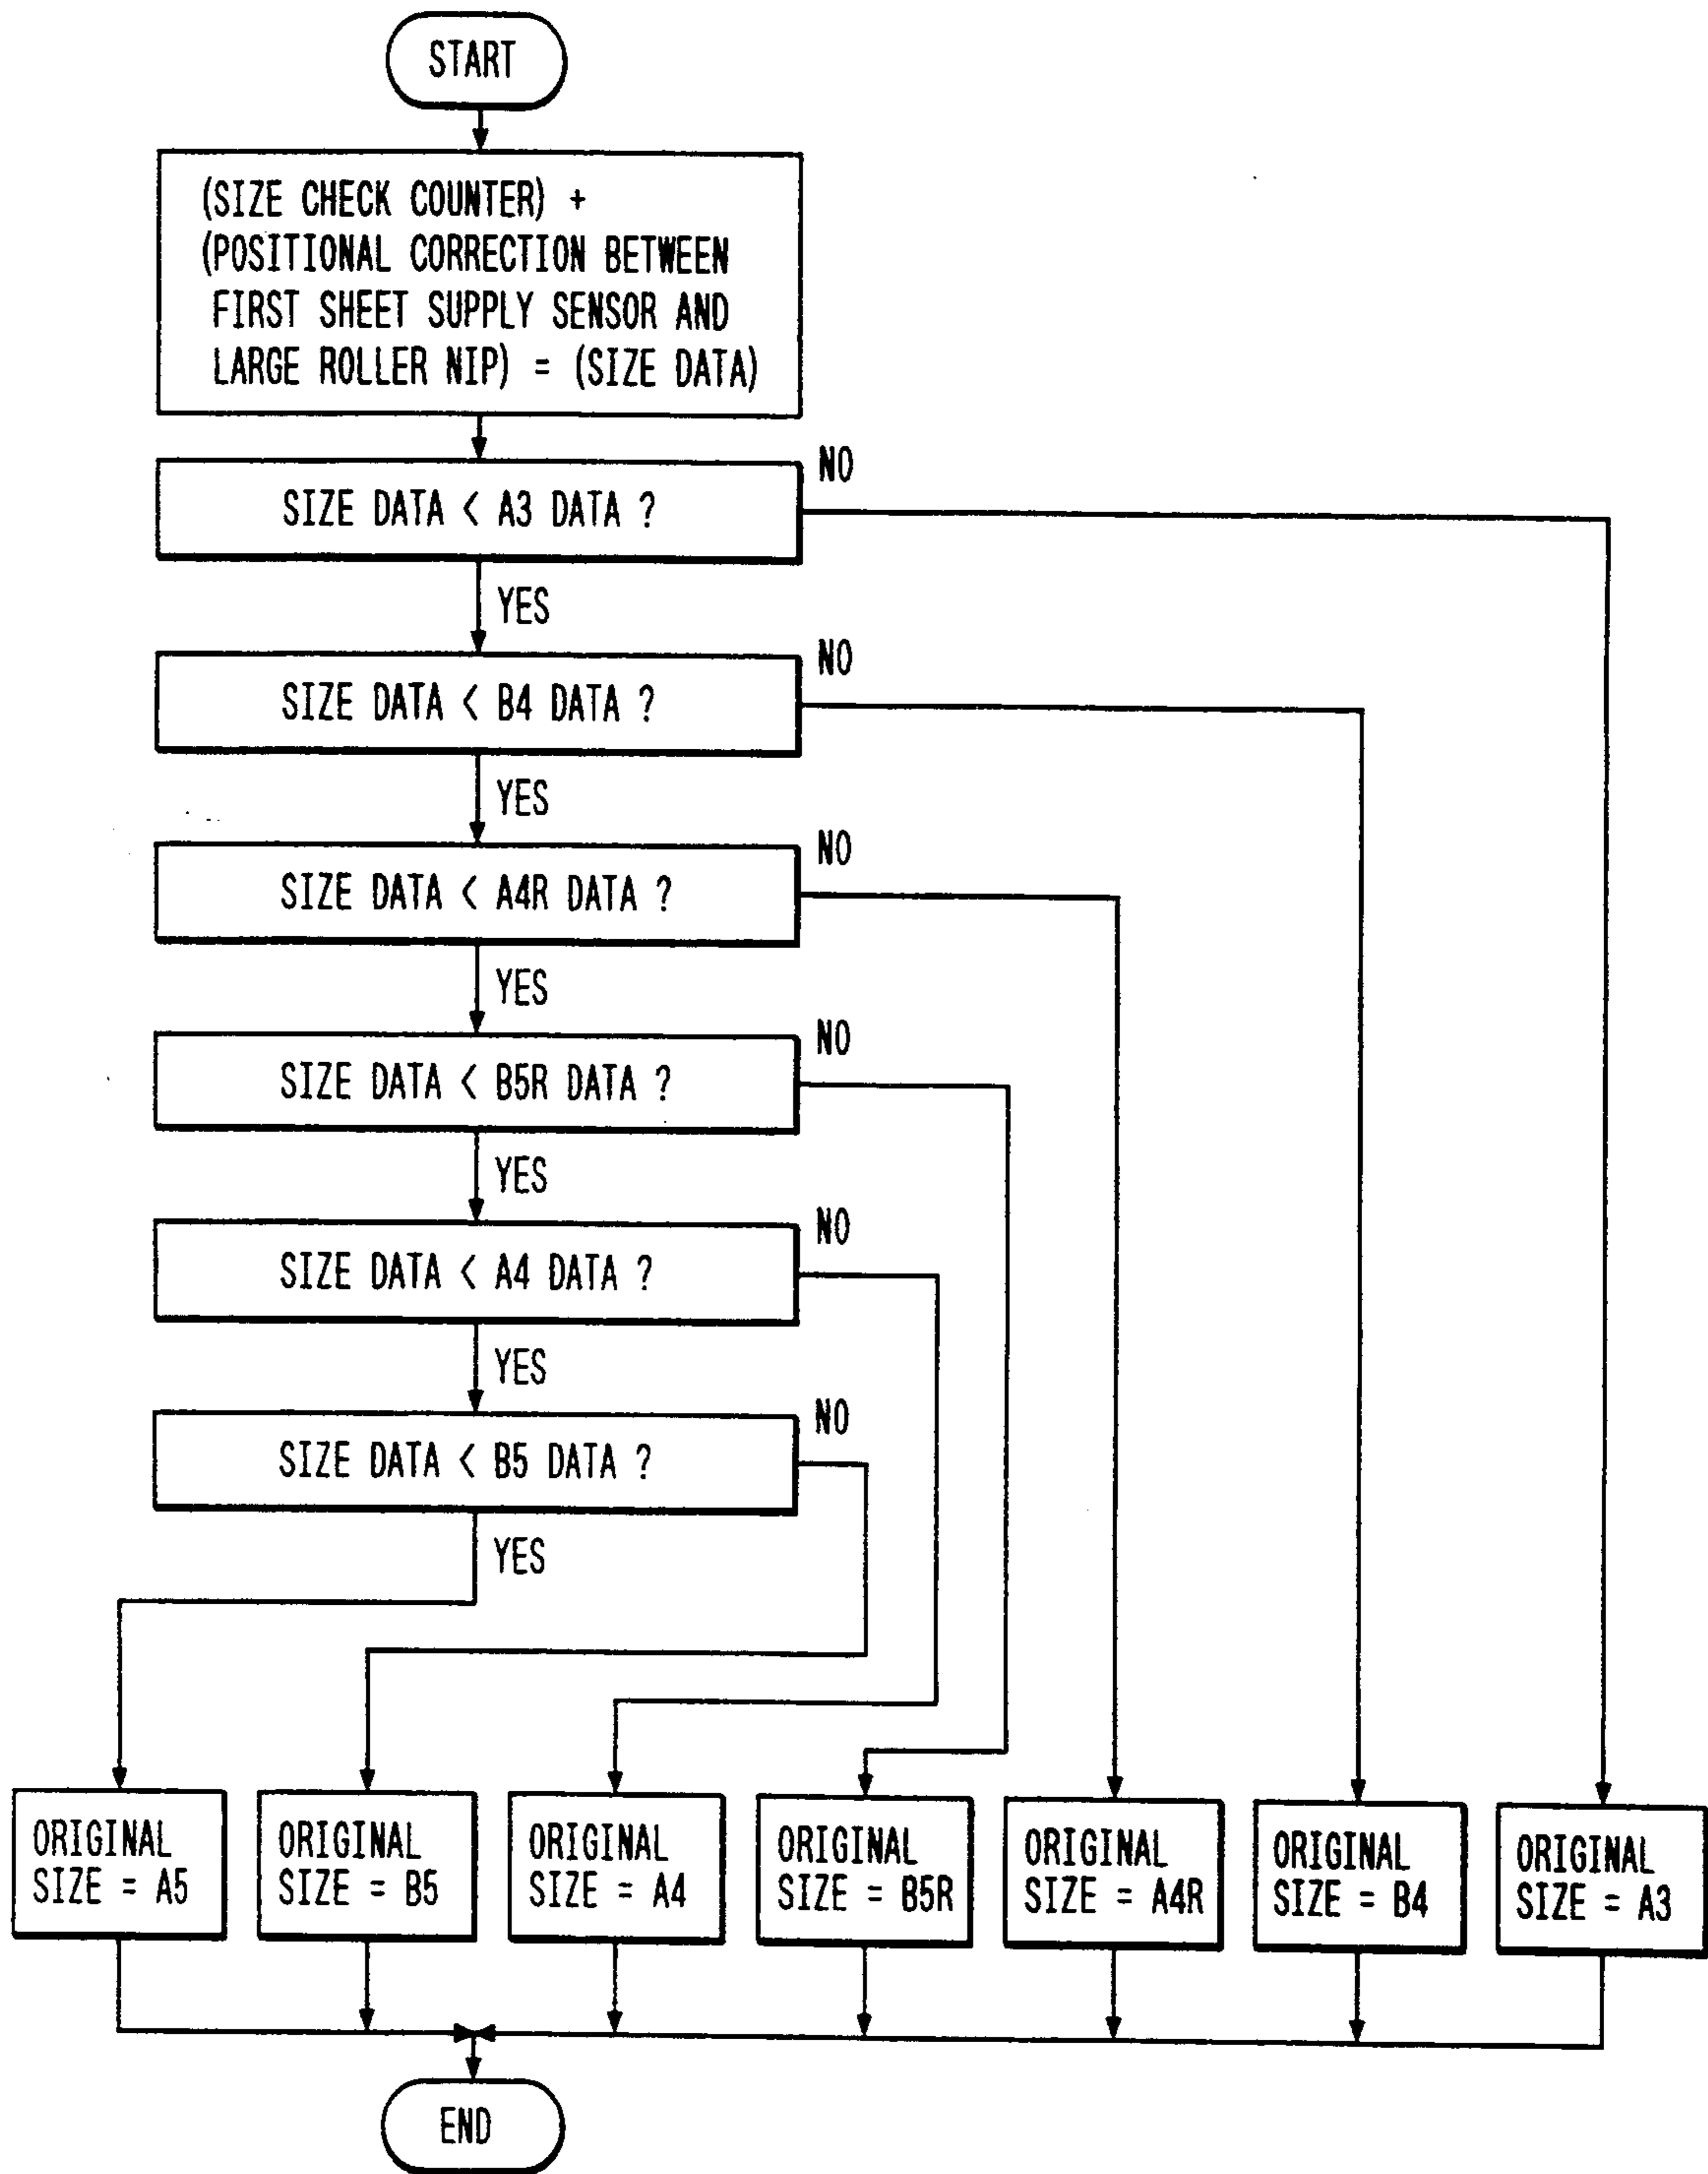 START
(SIZE CHECK COUNTER) +
(POSITIONAL CORRECTION BETWEEN
FIRST SHEET SUPPLY SENSOR AND
LARGE ROLLER NIP) = (SIZE DATA)
NO
SIZE DATA < A3 DATA ?
YES
NO
SIZE DATA < B4 DATA ?
YES
NO
SIZE DATA < A4R DATA ?
YES
NO
SIZE DATA < B5R DATA ?
YES
NO
SIZE DATA < A4 DATA ?
YES
NO
SIZE DATA < B5 DATA ?
YES
ORIGINAL
SIZE = A5
ORIGINAL
SIZE = B5
ORIGINAL
SIZE = A4
ORIGINAL
SIZE = B5R
ORIGINAL
SIZE = A4R
ORIGINAL
SIZE = B4
ORIGINAL
SIZE = A3
END